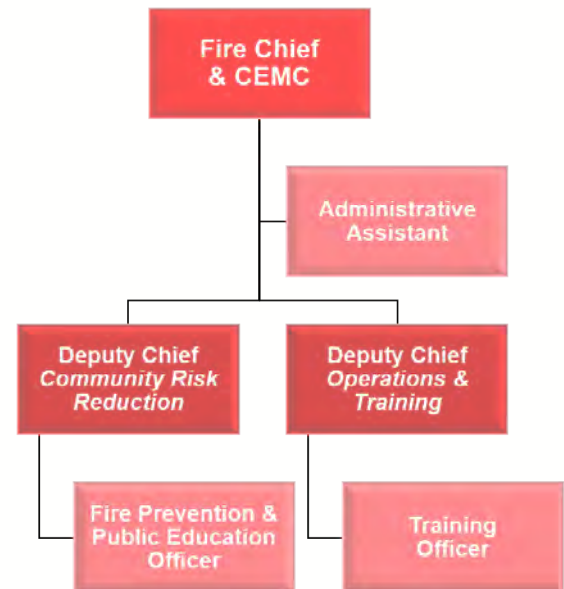 Fire Chief
& CEMC
Administrative
Assistant
Deputy Chief
Community Risk
Reduction
Deputy Chief
Operations &
Training
Fire Prevention &
Public Education
Officer
Training
Officer